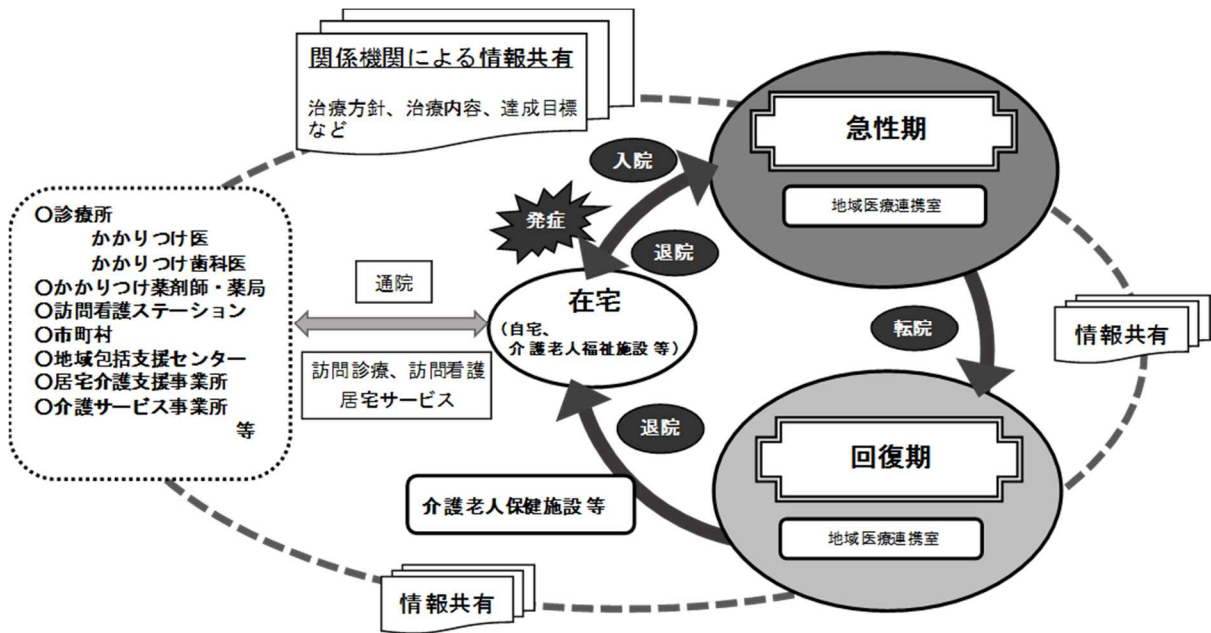 関係機関による情報共有
治療方針、治療内容、達成目標
など
急性期
地域医療連携室
入院
発症
退院
〇診療所
かかりつけ医
かかりつけ歯科医
〇かかりつけ薬剤師・薬局
〇訪問看護ステーション
〇市町村
〇地域包括支援センター
〇居宅介護支援事業所
〇介護サービス事業所
等
通院
訪問診療、訪問看護
居宅サービス
在宅
（自宅、
介護老人福祉施設等）
転院
情報共有
退院
回復期
地域医療連携室
介護老人保健施設等
情報共有